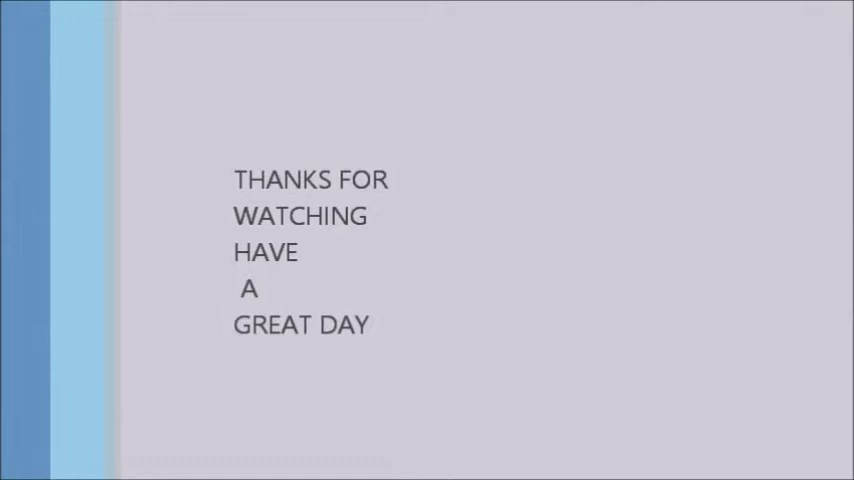 THANKS FOR
WATCHING
HAVE
A
GREAT DAY